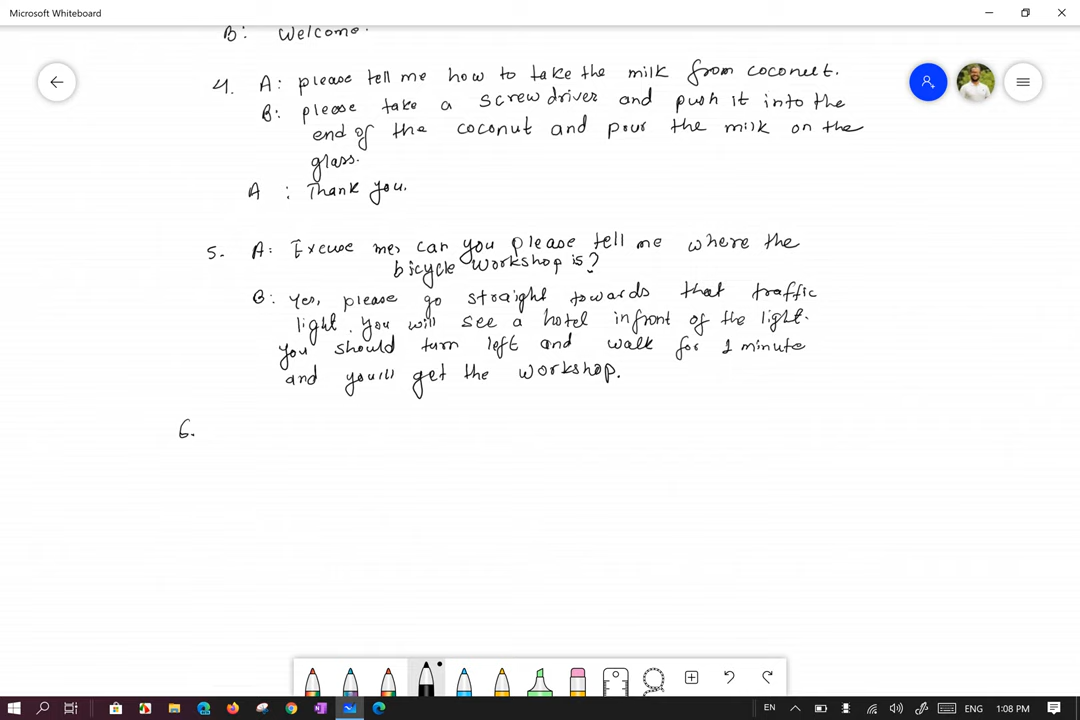 Microsoft Whiteboard
B: Welcome.
4. A: please tell me how to take the milk from coconut.
B: please take a screw driver and push it into the
end of the coconut and pour the milk on the
glass.
A : Thank you.
5. A: Excuse me, can you please tell me where the
bicycle workshop is?
B: Yes, please go straight towards that traffic
light. You will see a hotel infront of the light.
You should turn left and walk for 1 minute
and you'll get the workshop.
6.
EN
ENG
1:08 PM